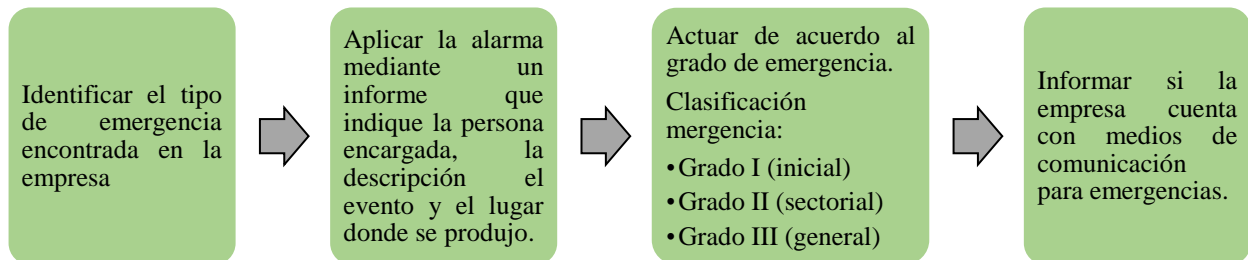 Identificar el tipo
de emergencia
encontrada en la
empresa
Aplicar la alarma
mediante un
informe que
indique la persona
encargada, la
descripción el
evento y el lugar
donde se produjo.
Actuar de acuerdo al
grado de emergencia.
Clasificación
mergencia:
•Grado I (inicial)
•Grado II (sectorial)
•Grado III (general)
Informar si la
empresa cuenta
con medios de
comunicación
para emergencias.